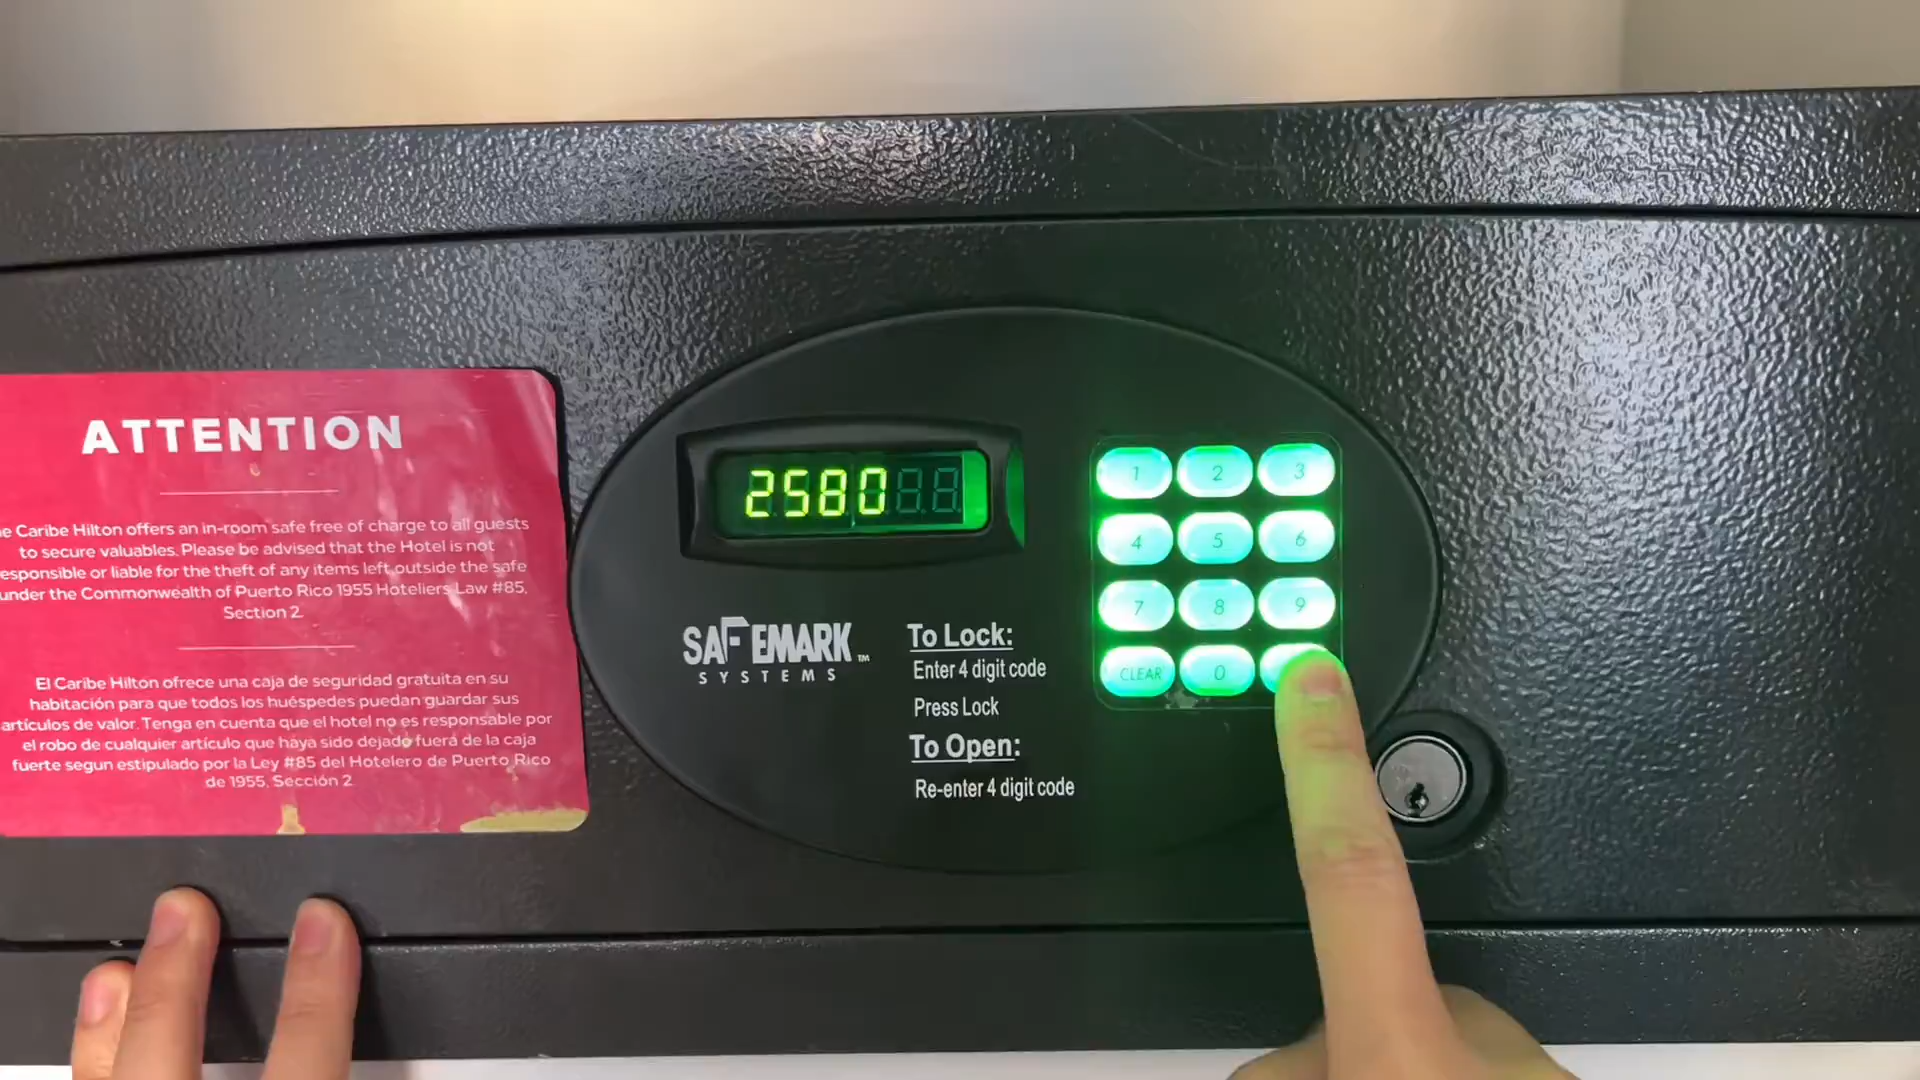 ATTENTION
Caribe Hilton offers an in-room safe free of charge to all guests
to secure valuables. Please be advised that the Hotel is not
responsible or liable for the theft of any items left outside the safe
under the Commonwealth of Puerto Rico 1955 Hoteliers Law #85,
Section 2.
El Caribe Hilton ofrece una caja de seguridad gratuita en su
habitación para que todos los huéspedes puedan guardar sus
artículos de valor. Tenga en cuenta que el hotel no es responsable por
el robo de cualquier artículo que haya sido dejado fuera de la caja
fuerte segun estipulado por la Ley #85 del Hotelero de Puerto Rico
de 1955, Sección 2.
2580
SAFEMARK™
SYSTEMS
To Lock:
Enter 4 digit code
Press Lock
To Open:
Re-enter 4 digit code
1 2 3
4 5 6
7 8 9
CLEAR 0